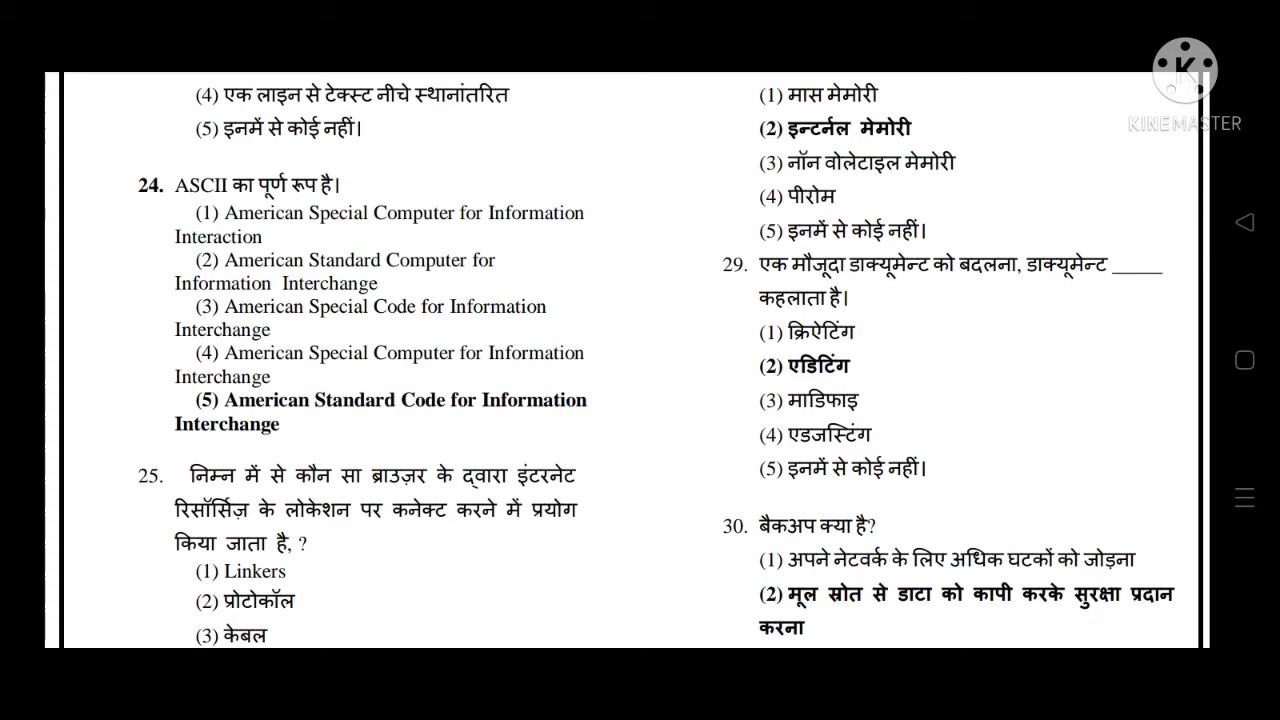 (4) एक लाइन से टेक्स्ट नीचे स्थानांतरित
(5) इनमें से कोई नहीं।
24. ASCII का पूर्ण रूप है।
(1) American Special Computer for Information
Interaction
(2) American Standard Computer for
Information Interchange
(3) American Special Code for Information
Interchange
(4) American Special Computer for Information
Interchange
(5) American Standard Code for Information
Interchange
25. निम्न में से कौन सा ब्राउज़र के द्वारा इंटरनेट
रिसॉर्सिज़ के लोकेशन पर कनेक्ट करने में प्रयोग
किया जाता है, ?
(1) Linkers
(2) प्रोटोकॉल
(3) केबल
(1) मास मेमोरी
(2) इन्टर्नल मेमोरी
(3) नॉन वोलेटाइल मेमोरी
(4) पीरोम
(5) इनमें से कोई नहीं।
29. एक मौजूदा डाक्यूमेन्ट को बदलना, डाक्यूमेन्ट _____
कहलाता है।
(1) क्रिऐटिंग
(2) एडिटिंग
(3) माडिफाइ
(4) एडजस्टिंग
(5) इनमें से कोई नहीं।
30. बैकअप क्या है?
(1) अपने नेटवर्क के लिए अधिक घटकों को जोड़ना
(2) मूल स्रोत से डाटा को कापी करके सुरक्षा प्रदान
करना
K
KINEMASTER